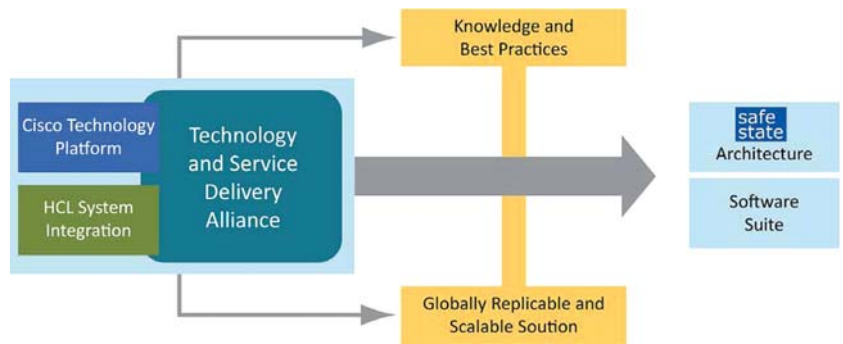 Knowledge and
Best Practices
Cisco Technology
Platform
HCL System
Integration
Technology
and Service
Delivery
Alliance
safe
state
Architecture
Software
Suite
Globally Replicable and
Scalable Soution